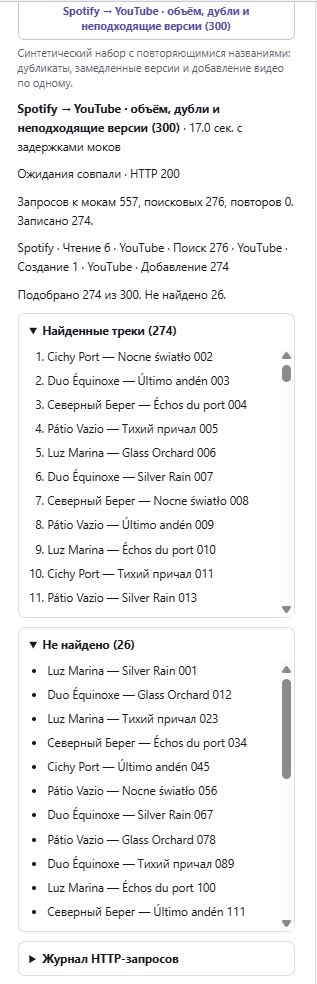 Spotify → YouTube · объём, дубли и
неподходящие версии (300)
Синтетический набор с повторяющимися названиями:
дубликаты, замедленные версии и добавление видео
по одному.
Spotify → YouTube · объём, дубли и
неподходящие версии (300) · 17.0 сек. с
задержками моков
Ожидания совпали · HTTP 200
Запросов к мокам 557, поисковых 276, повторов 0.
Записано 274.
Spotify · Чтение 6 · YouTube · Поиск 276 · YouTube ·
Создание 1 · YouTube · Добавление 274
Подобрано 274 из 300. Не найдено 26.
▼ Найденные треки (274)
1. Cichy Port — Nocne światło 002
2. Duo Équinoxe — Último andén 003
3. Северный Берег — Échos du port 004
4. Pátio Vazio — Тихий причал 005
5. Luz Marina — Glass Orchard 006
6. Duo Équinoxe — Silver Rain 007
7. Северный Берег — Nocne światło 008
8. Pátio Vazio — Último andén 009
9. Luz Marina — Échos du port 010
10. Cichy Port — Тихий причал 011
11. Pátio Vazio — Silver Rain 013
▼ Не найдено (26)
• Luz Marina — Silver Rain 001
• Duo Équinoxe — Glass Orchard 012
• Luz Marina — Тихий причал 023
• Северный Берег — Échos du port 034
• Cichy Port — Último andén 045
• Pátio Vazio — Nocne światło 056
• Duo Équinoxe — Silver Rain 067
• Pátio Vazio — Glass Orchard 078
• Duo Équinoxe — Тихий причал 089
• Luz Marina — Échos du port 100
• Северный Берег — Último andén 111
▶ Журнал HTTP-запросов